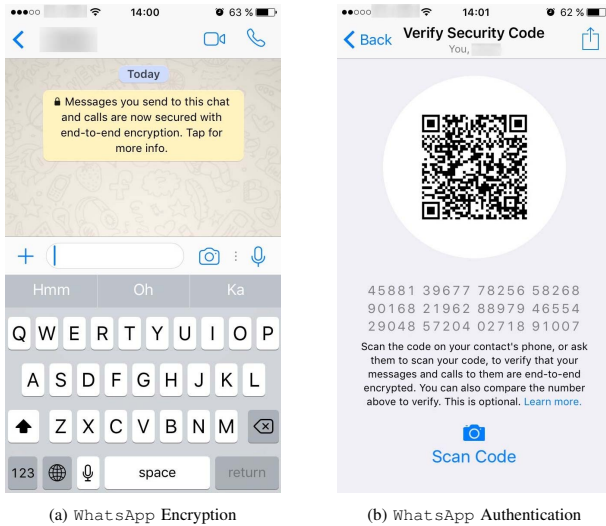 14:00
63 %
Today
Messages you send to this chat
and calls are now secured with
end-to-end encryption. Tap for
more info.
Hmm Oh Ka
Q W E R T Y U I O P
A S D F G H J K L
Z X C V B N M
123 space return
(a) WhatsApp Encryption
14:01
62 %
Back Verify Security Code
You,
45881 39677 78256 58268
90168 21962 88979 46554
29048 57204 02718 91007
Scan the code on your contact's phone, or ask
them to scan your code, to verify that your
messages and calls to them are end-to-end
encrypted. You can also compare the number
above to verify. This is optional. Learn more.
Scan Code
(b) WhatsApp Authentication